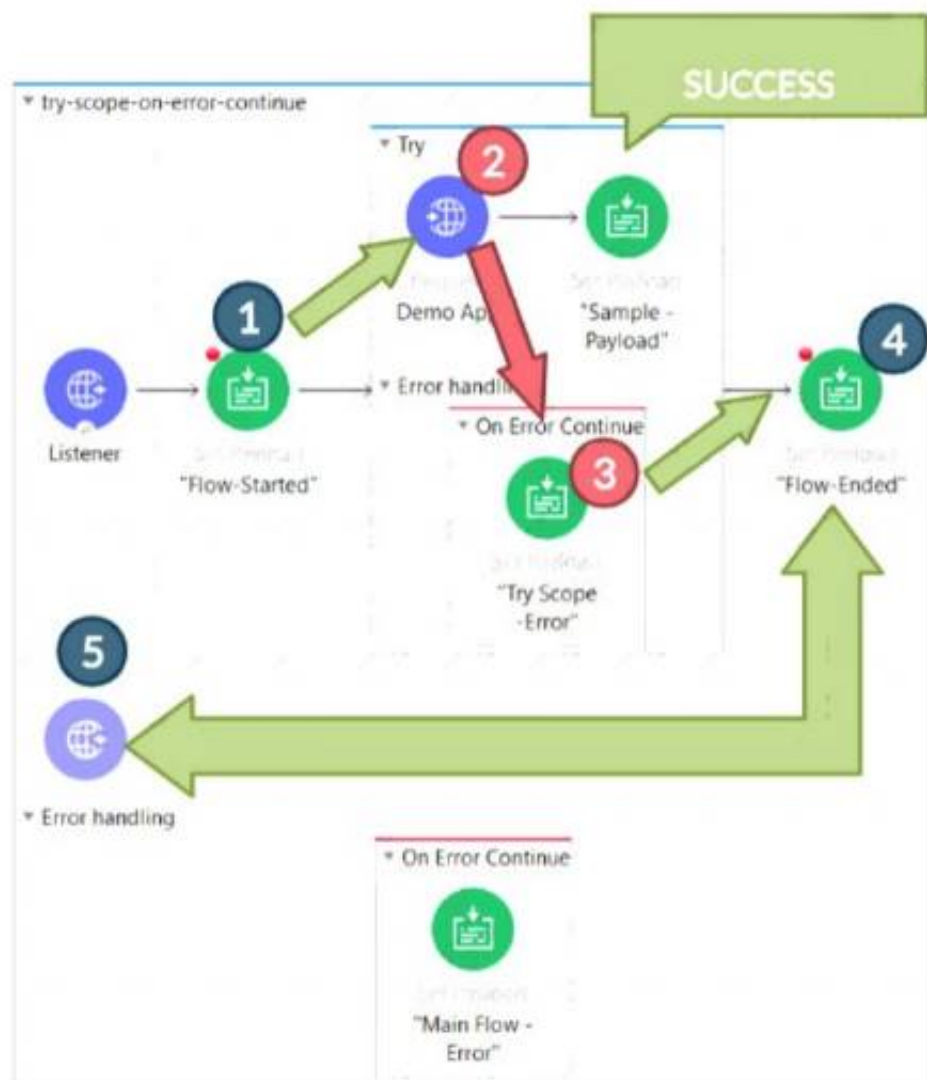 SUCCESS
try-scope-on-error-continue
Try
2
1
Demo Ap
"Sample -
Payload"
4
Error handlin
On Error Continue
Listener
"Flow-Started"
3
"Flow-Ended"
"Try Scope
-Error"
5
Error handling
On Error Continue
"Main Flow -
Error"